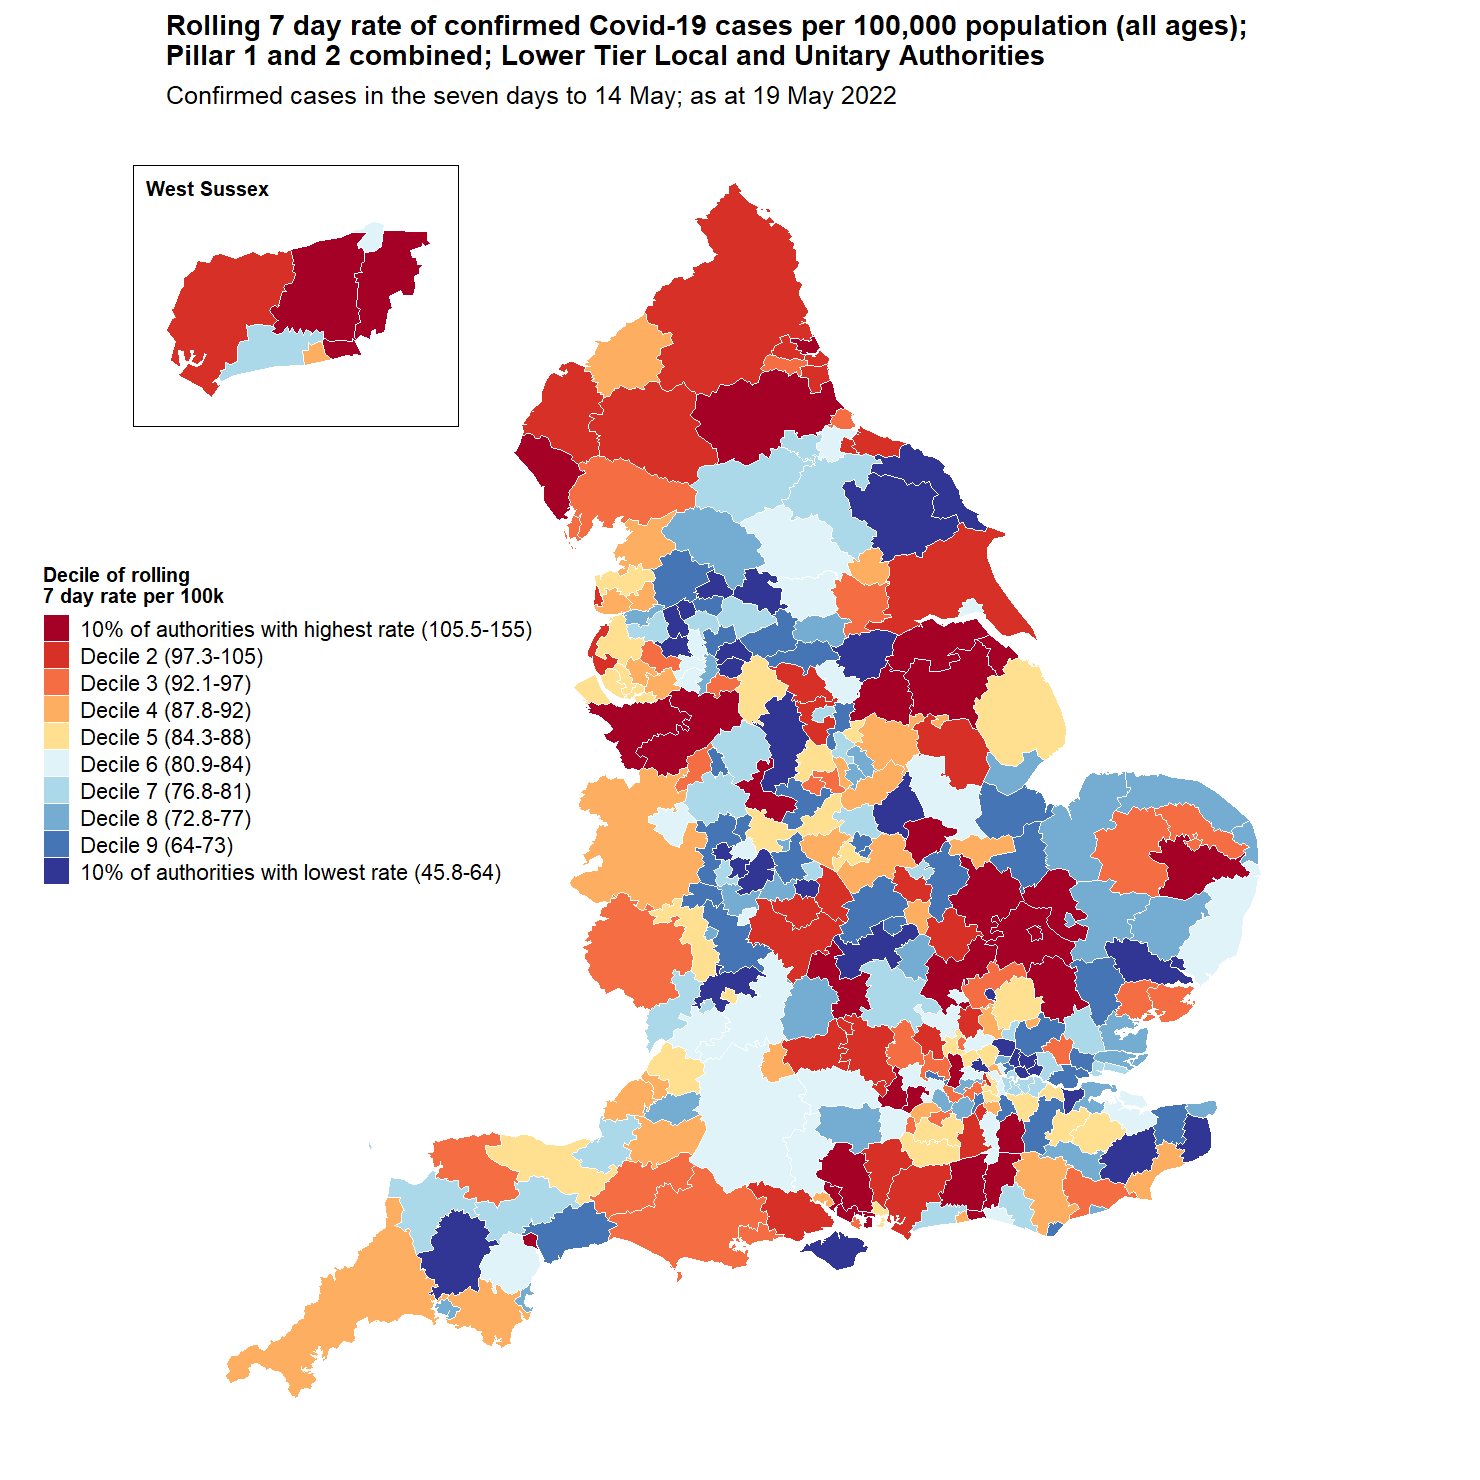 Rolling 7 day rate of confirmed Covid-19 cases per 100,000 population (all ages);
Pillar 1 and 2 combined; Lower Tier Local and Unitary Authorities
Confirmed cases in the seven days to 14 May; as at 19 May 2022
West Sussex
Decile of rolling
7 day rate per 100k
10% of authorities with highest rate (105.5-155)
Decile 2 (97.3-105)
Decile 3 (92.1-97)
Decile 4 (87.8-92)
Decile 5 (84.3-88)
Decile 6 (80.9-84)
Decile 7 (76.8-81)
Decile 8 (72.8-77)
Decile 9 (64-73)
10% of authorities with lowest rate (45.8-64)